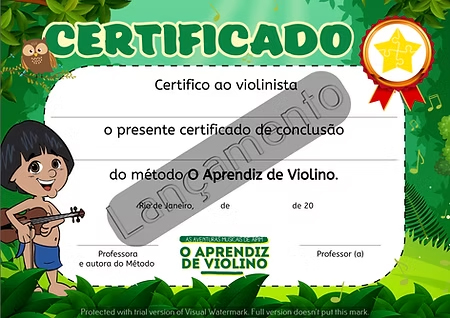 CERTIFICADO
Certifico ao violinista
o presente certificado de conclusão
do método O Aprendiz de Violino.
Lançamento
Rio de Janeiro, de de 20
Professora
e autora do Método
AS AVENTURAS MUSICAIS DE APIM
O APRENDIZ
DE VIOLINO
Professor (a)
Protected with trial version of Visual Watermark. Full version doesn't put this mark.